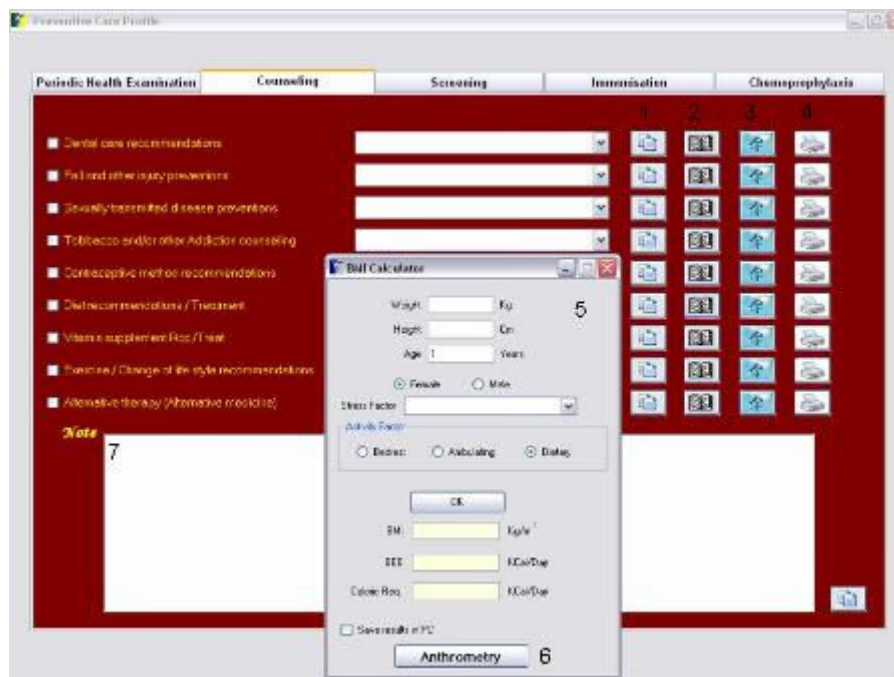 Preventive Care Profile
Periodic Health Examination Counseling Screening Immunisation Chemoprophylaxis
1 2 3 4
Dental care recommendations
Fall and other injury preventions
Sexually transmitted disease preventions
Tobbecco and/or other Addiction counseling
Contraceptive method recommendations
Diet recommendations / Treatment
Vitamin supplement Rec /Treat
Exercise / Change of life style recommendations
Alternative therapy (Alternative medicine)
Note
7
BMI Calculator
Weight Kg 5
Height Cm
Age 1 Years
Female Male
Stress Factor
Activity Factor
Bedrest Ambulating
OK
BMI Kg/m²
BEE KCal/Day
Calorie Req. KCal/Day
Save results in PC
Anthrometry 6